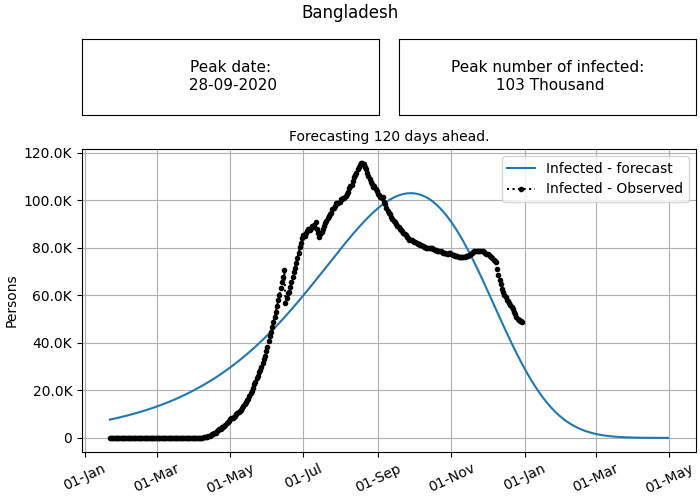 Bangladesh
Peak date:
28-09-2020
Peak number of infected:
103 Thousand
Forecasting 120 days ahead.
Infected - forecast
Infected - Observed
Persons
120.0K
100.0K
80.0K
60.0K
40.0K
20.0K
0
01-Jan
01-Mar
01-May
01-Jul
01-Sep
01-Nov
01-Jan
01-Mar
01-May